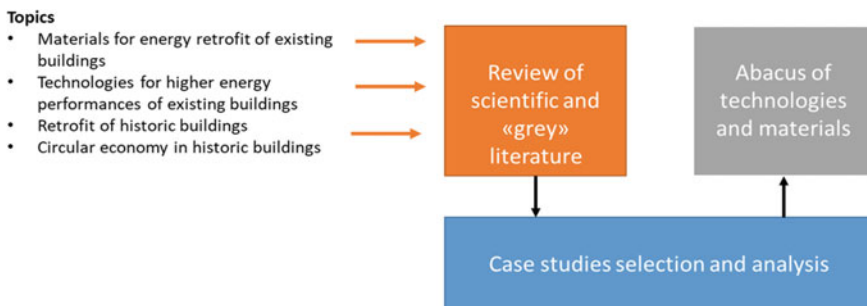 Topics
• Materials for energy retrofit of existing
buildings
• Technologies for higher energy
performances of existing buildings
• Retrofit of historic buildings
• Circular economy in historic buildings
Review of
scientific and
«grey»
literature
Abacus of
technologies
and materials
Case studies selection and analysis